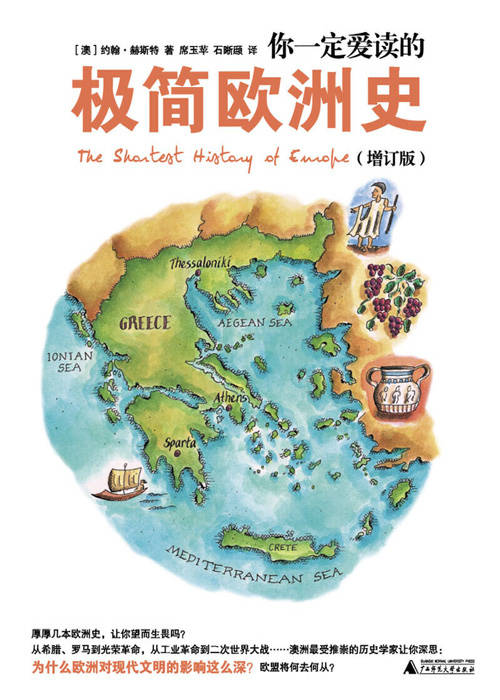 [澳] 约翰·赫斯特 著 席玉苹 石晰颋 译 你一定爱读的
极简欧洲史
The Shortest History of Europe (增订版)
Thessaloniki
GREECE
AEGEAN SEA
IONIAN
SEA
Athens
Sparta
CRETE
MEDITERRANEAN SEA
厚厚几本欧洲史，让你望而生畏吗？
从希腊、罗马到光荣革命，从工业革命到二次世界大战……澳洲最受推崇的历史学家让你深思：
为什么欧洲对现代文明的影响这么深？欧盟将何去何从？
GUANGXI NORMAL UNIVERSITY PRESS
广西师范大学出版社